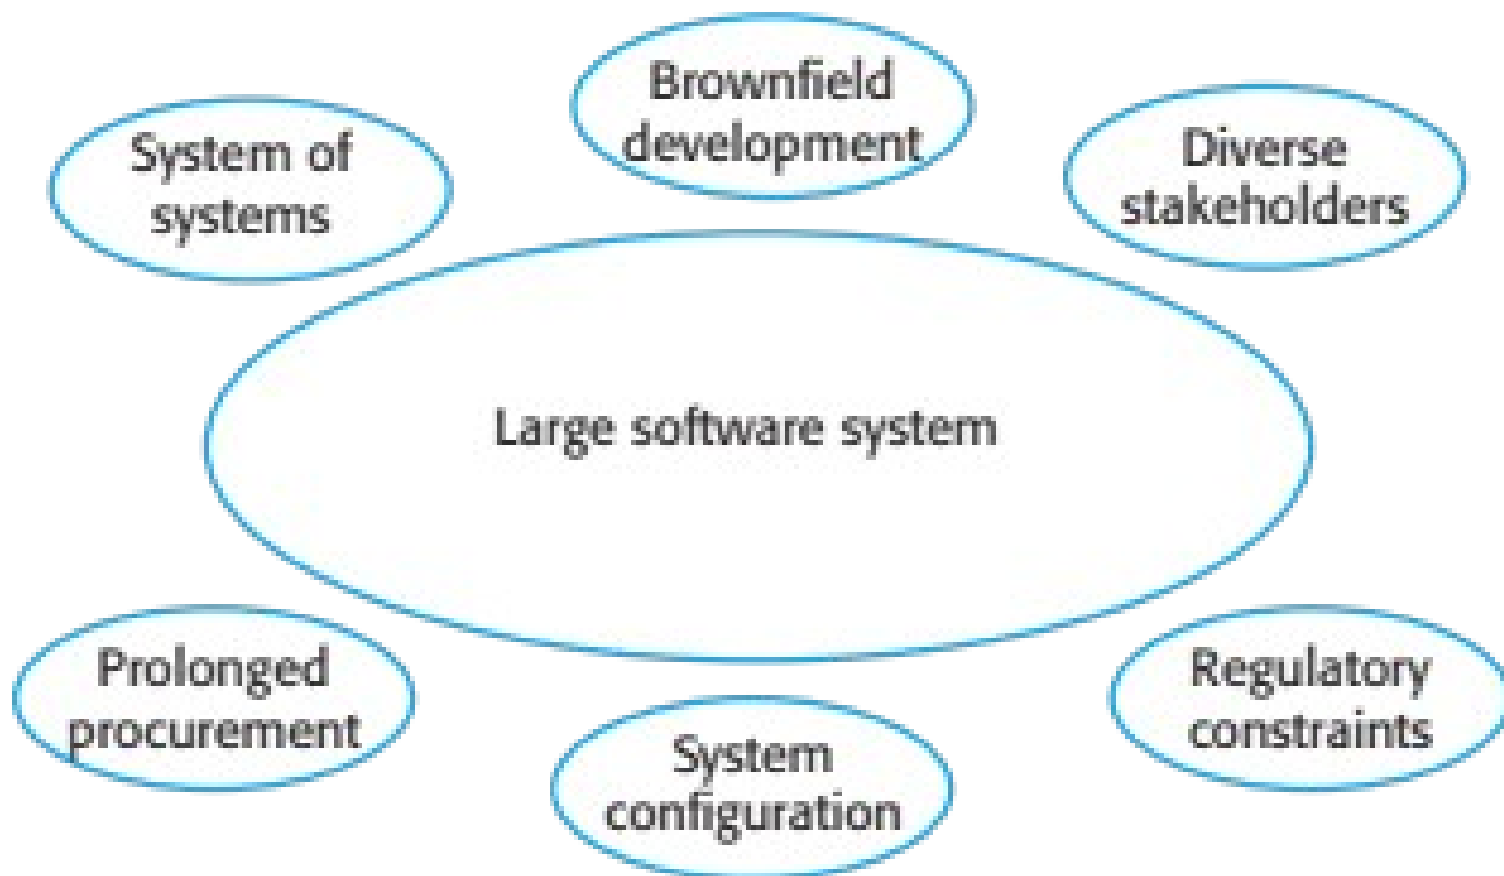 Brownfield
development
System of
systems
Diverse
stakeholders
Large software system
Prolonged
procurement
System
configuration
Regulatory
constraints